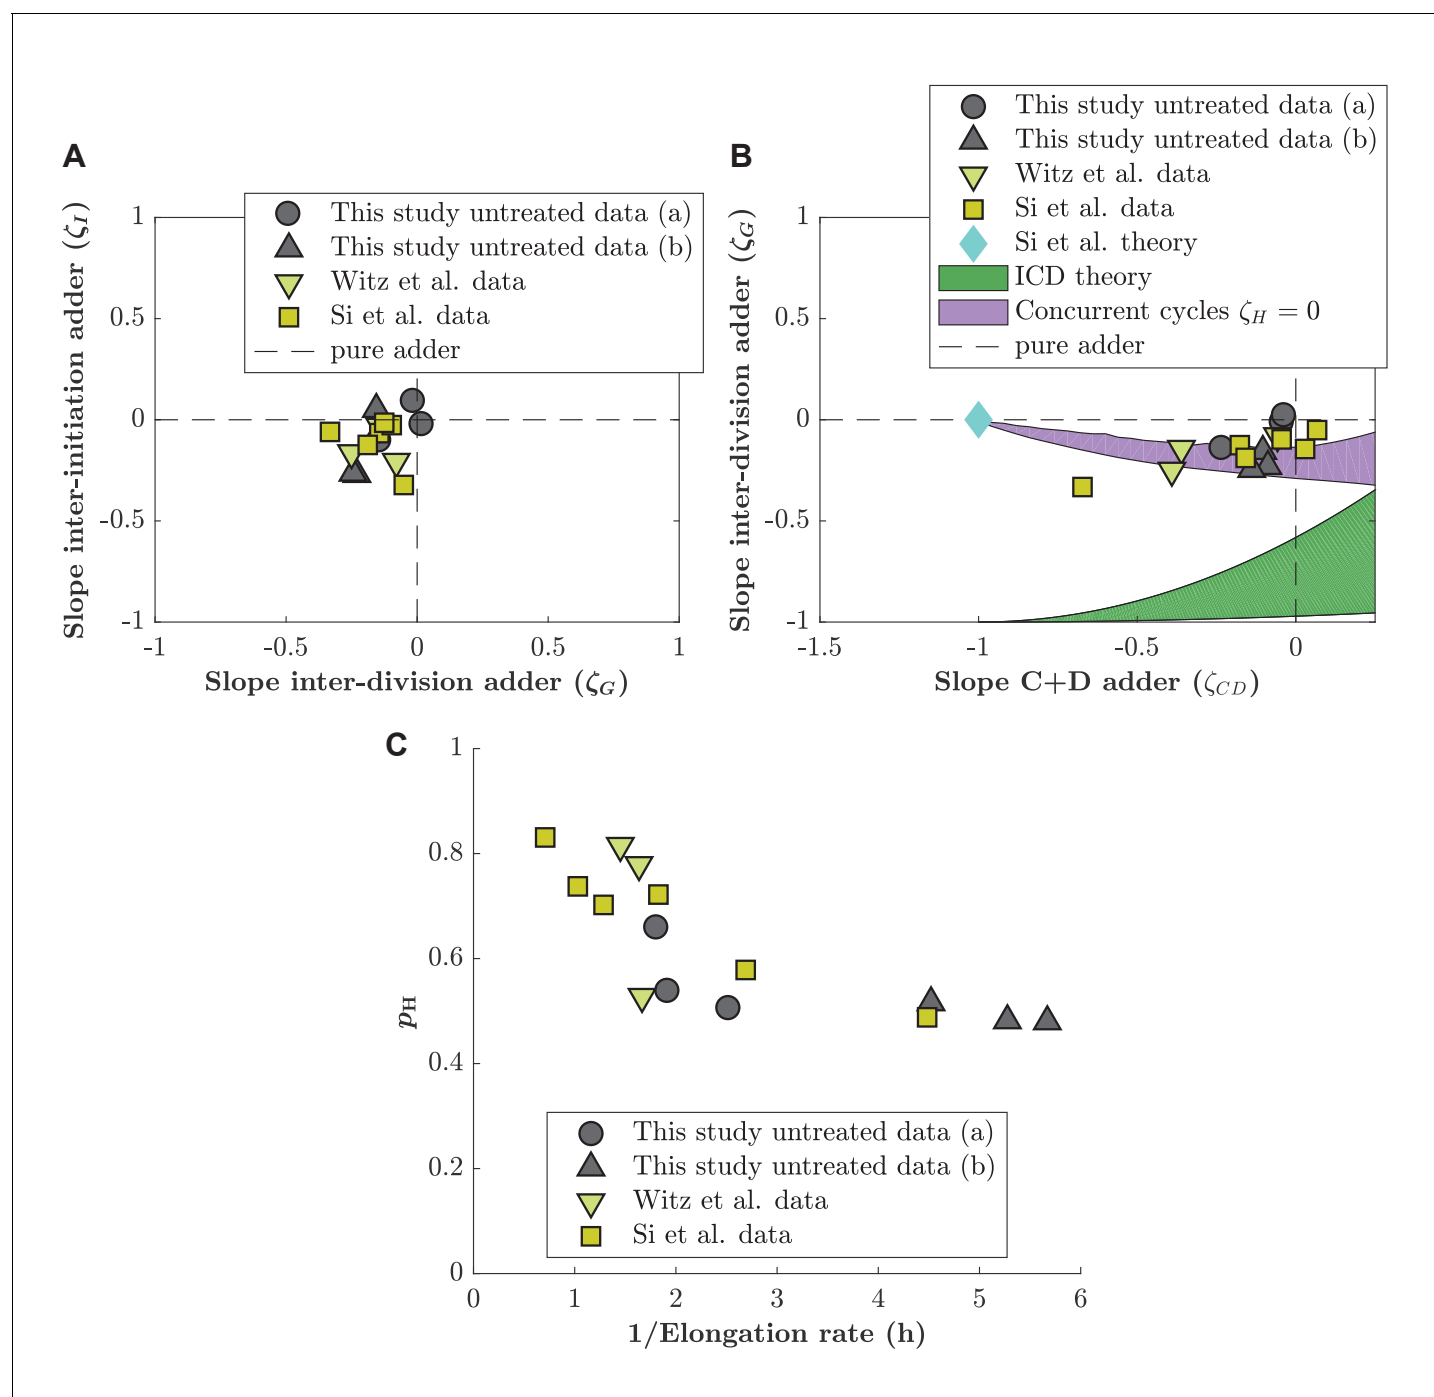 A
This study untreated data (a)
This study untreated data (b)
Witz et al. data
Si et al. data
pure adder
1
0.5
0
-0.5
-1
-1
-0.5
0
0.5
1
Slope inter-initiation adder (ζI)
Slope inter-division adder (ζG)
B
This study untreated data (a)
This study untreated data (b)
Witz et al. data
Si et al. data
Si et al. theory
ICD theory
Concurrent cycles ζH = 0
pure adder
1
0.5
0
-0.5
-1
-1.5
-1
-0.5
0
Slope inter-division adder (ζG)
Slope C+D adder (ζCD)
C
1
0.8
0.6
0.4
0.2
0
pH
This study untreated data (a)
This study untreated data (b)
Witz et al. data
Si et al. data
0
1
2
3
4
5
6
1/Elongation rate (h)